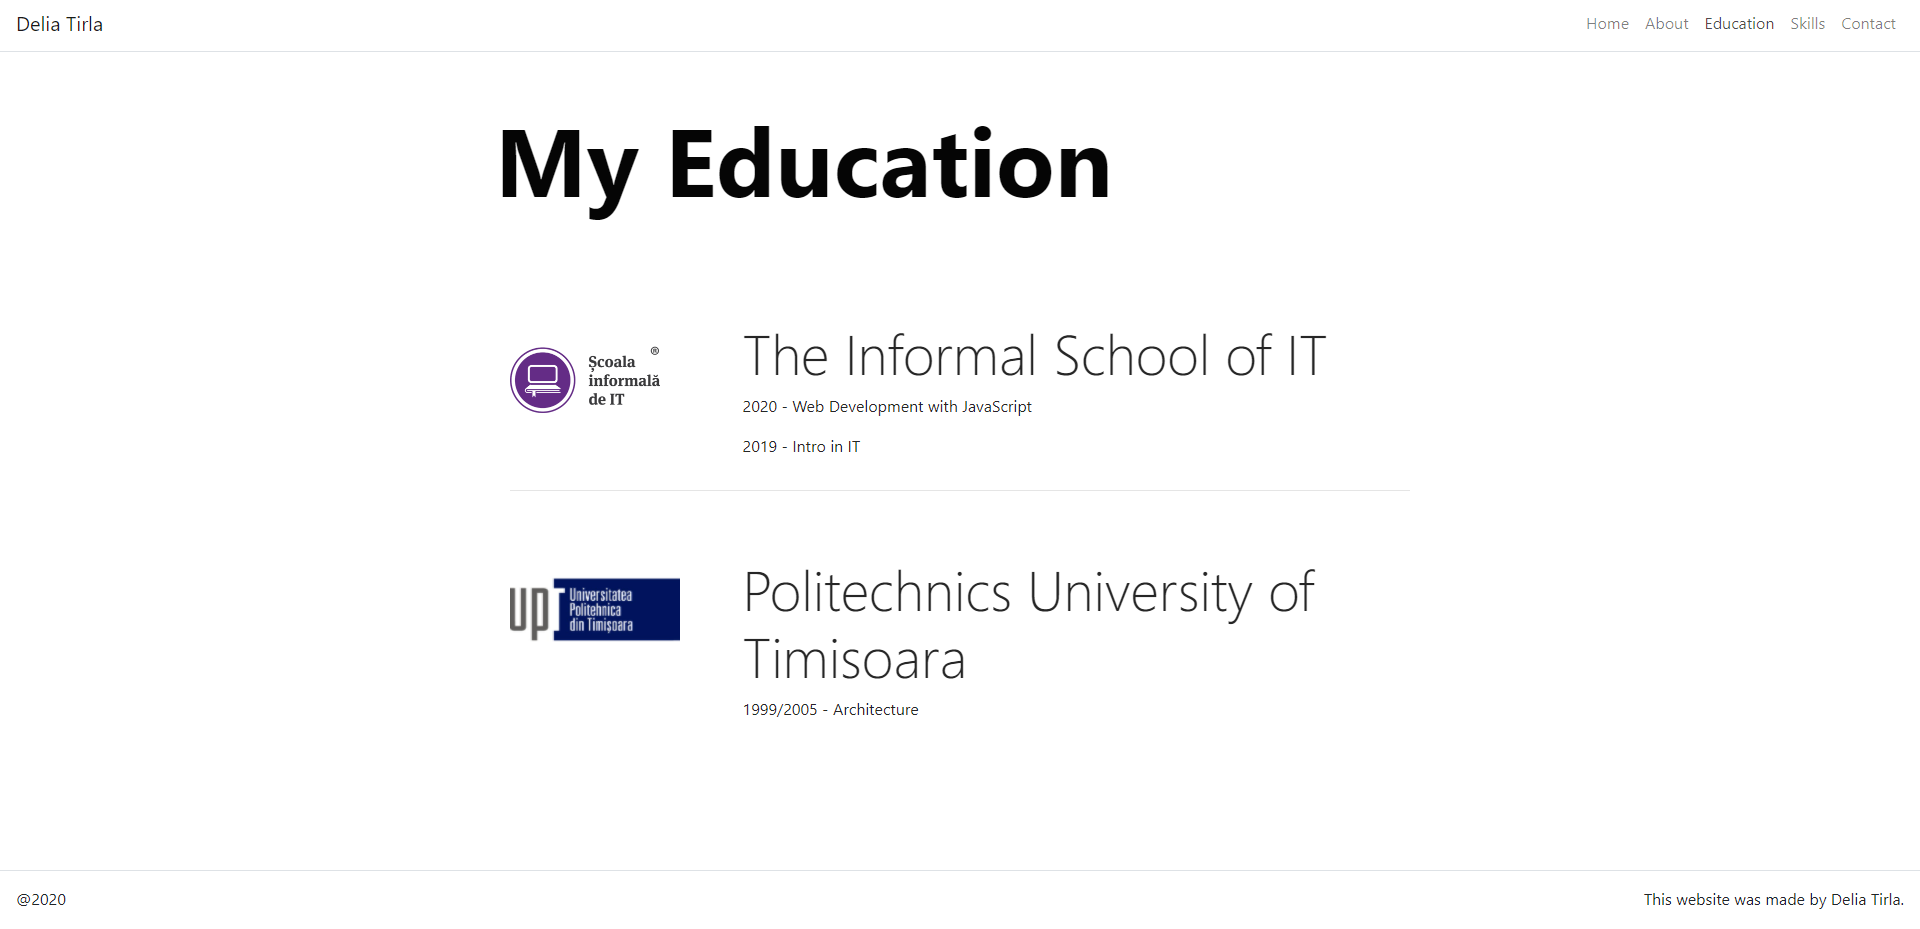 Delia Tirla
Home About Education Skills Contact
My Education
Școala ®
informală
de IT
The Informal School of IT
2020 - Web Development with JavaScript
2019 - Intro in IT
UPT
Universitatea
Politehnica
din Timișoara
Politechnics University of
Timisoara
1999/2005 - Architecture
@2020
This website was made by Delia Tirla.